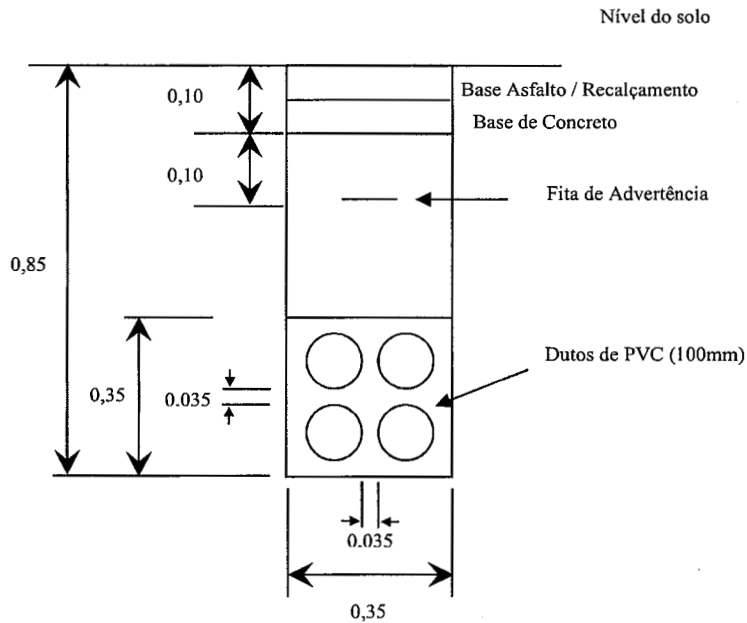 Nível do solo
0,10
Base Asfalto / Recalçamento
Base de Concreto
0,10
Fita de Advertência
0,85
Dutos de PVC (100mm)
0,35
0.035
0.035
0,35